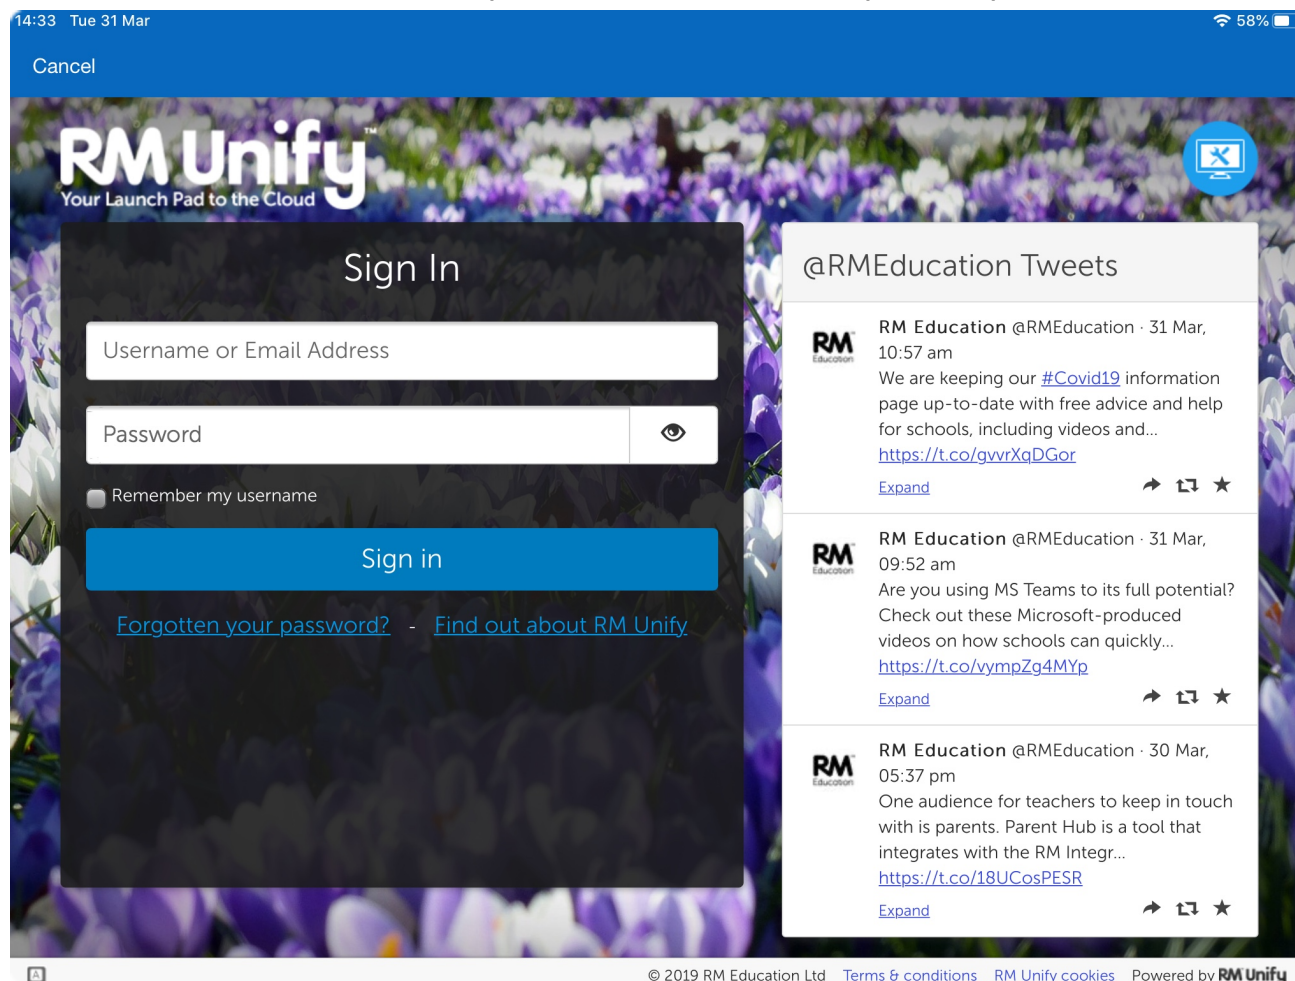 14:33 Tue 31 Mar
58%
Cancel
RM Unify™
Your Launch Pad to the Cloud
Sign In
Username or Email Address
Password
Remember my username
Sign in
Forgotten your password? - Find out about RM Unify
@RMEducation Tweets
RM Education
RM Education @RMEducation · 31 Mar,
10:57 am
We are keeping our #Covid19 information
page up-to-date with free advice and help
for schools, including videos and...
https://t.co/gvvrXqDGor
Expand
RM Education
RM Education @RMEducation · 31 Mar,
09:52 am
Are you using MS Teams to its full potential?
Check out these Microsoft-produced
videos on how schools can quickly...
https://t.co/vympZg4MYp
Expand
RM Education
RM Education @RMEducation · 30 Mar,
05:37 pm
One audience for teachers to keep in touch
with is parents. Parent Hub is a tool that
integrates with the RM Integr...
https://t.co/18UCosPESR
Expand
A
© 2019 RM Education Ltd Terms & conditions RM Unify cookies Powered by RM Unify